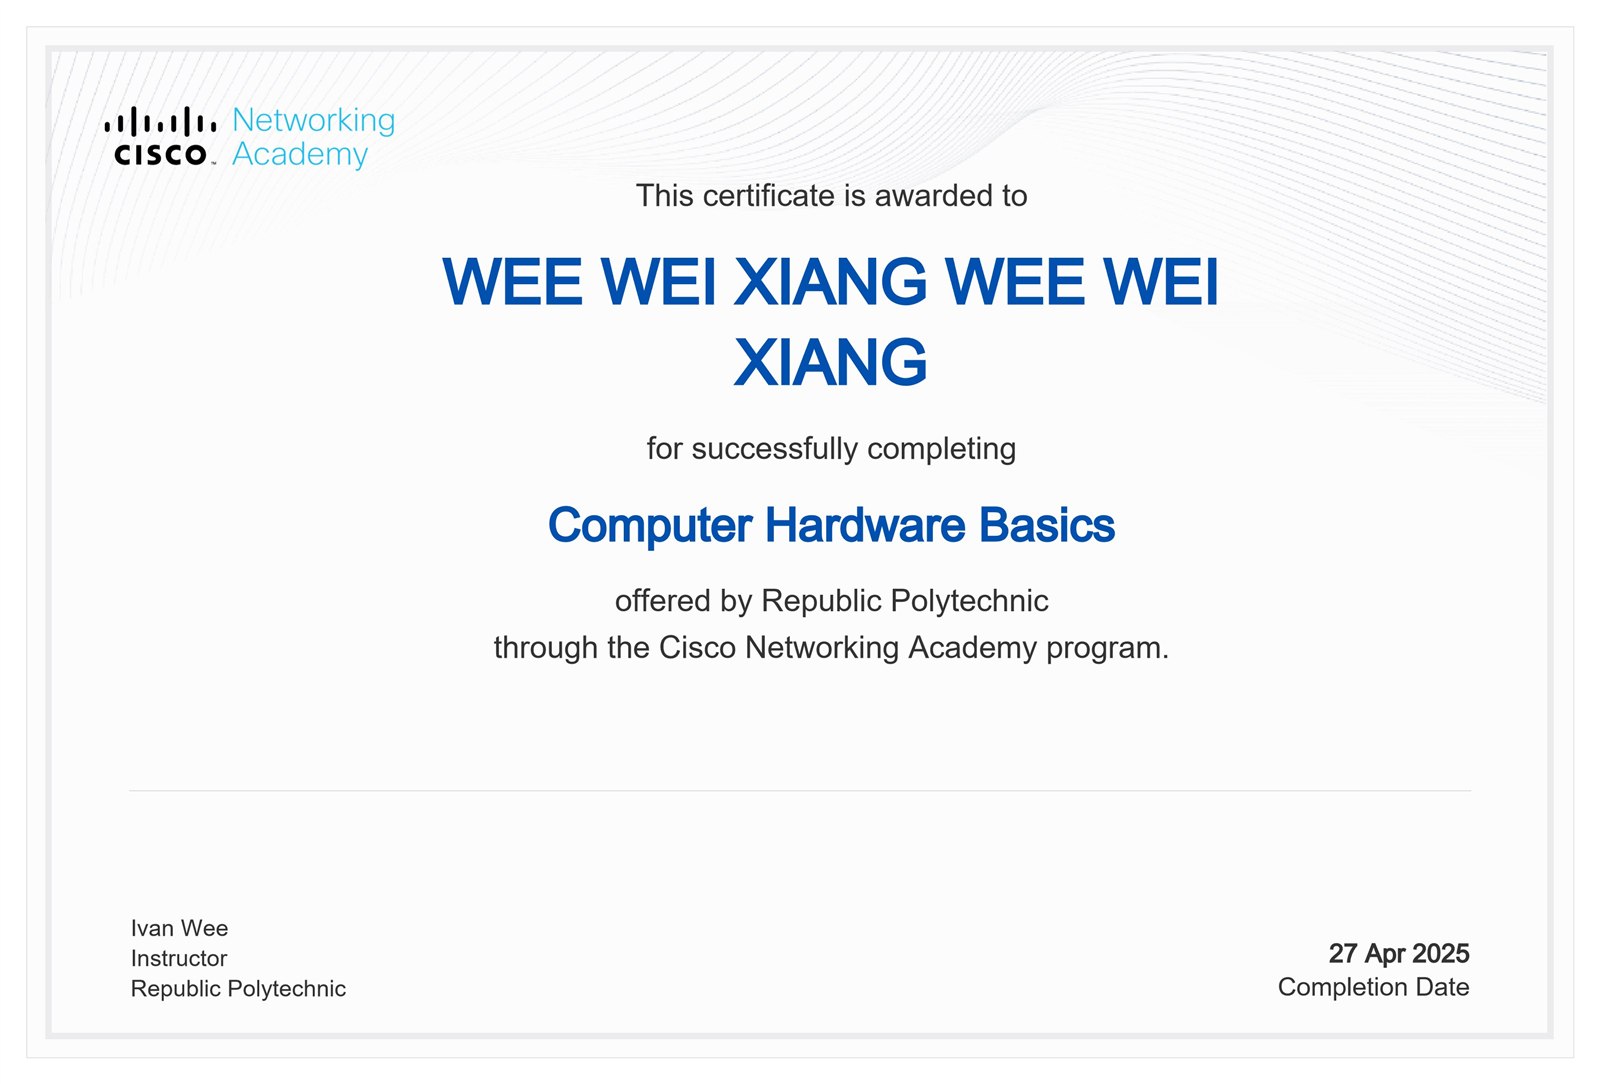 Networking
CISCO™ Academy
This certificate is awarded to
WEE WEI XIANG WEE WEI
XIANG
for successfully completing
Computer Hardware Basics
offered by Republic Polytechnic
through the Cisco Networking Academy program.
Ivan Wee
Instructor
Republic Polytechnic
27 Apr 2025
Completion Date